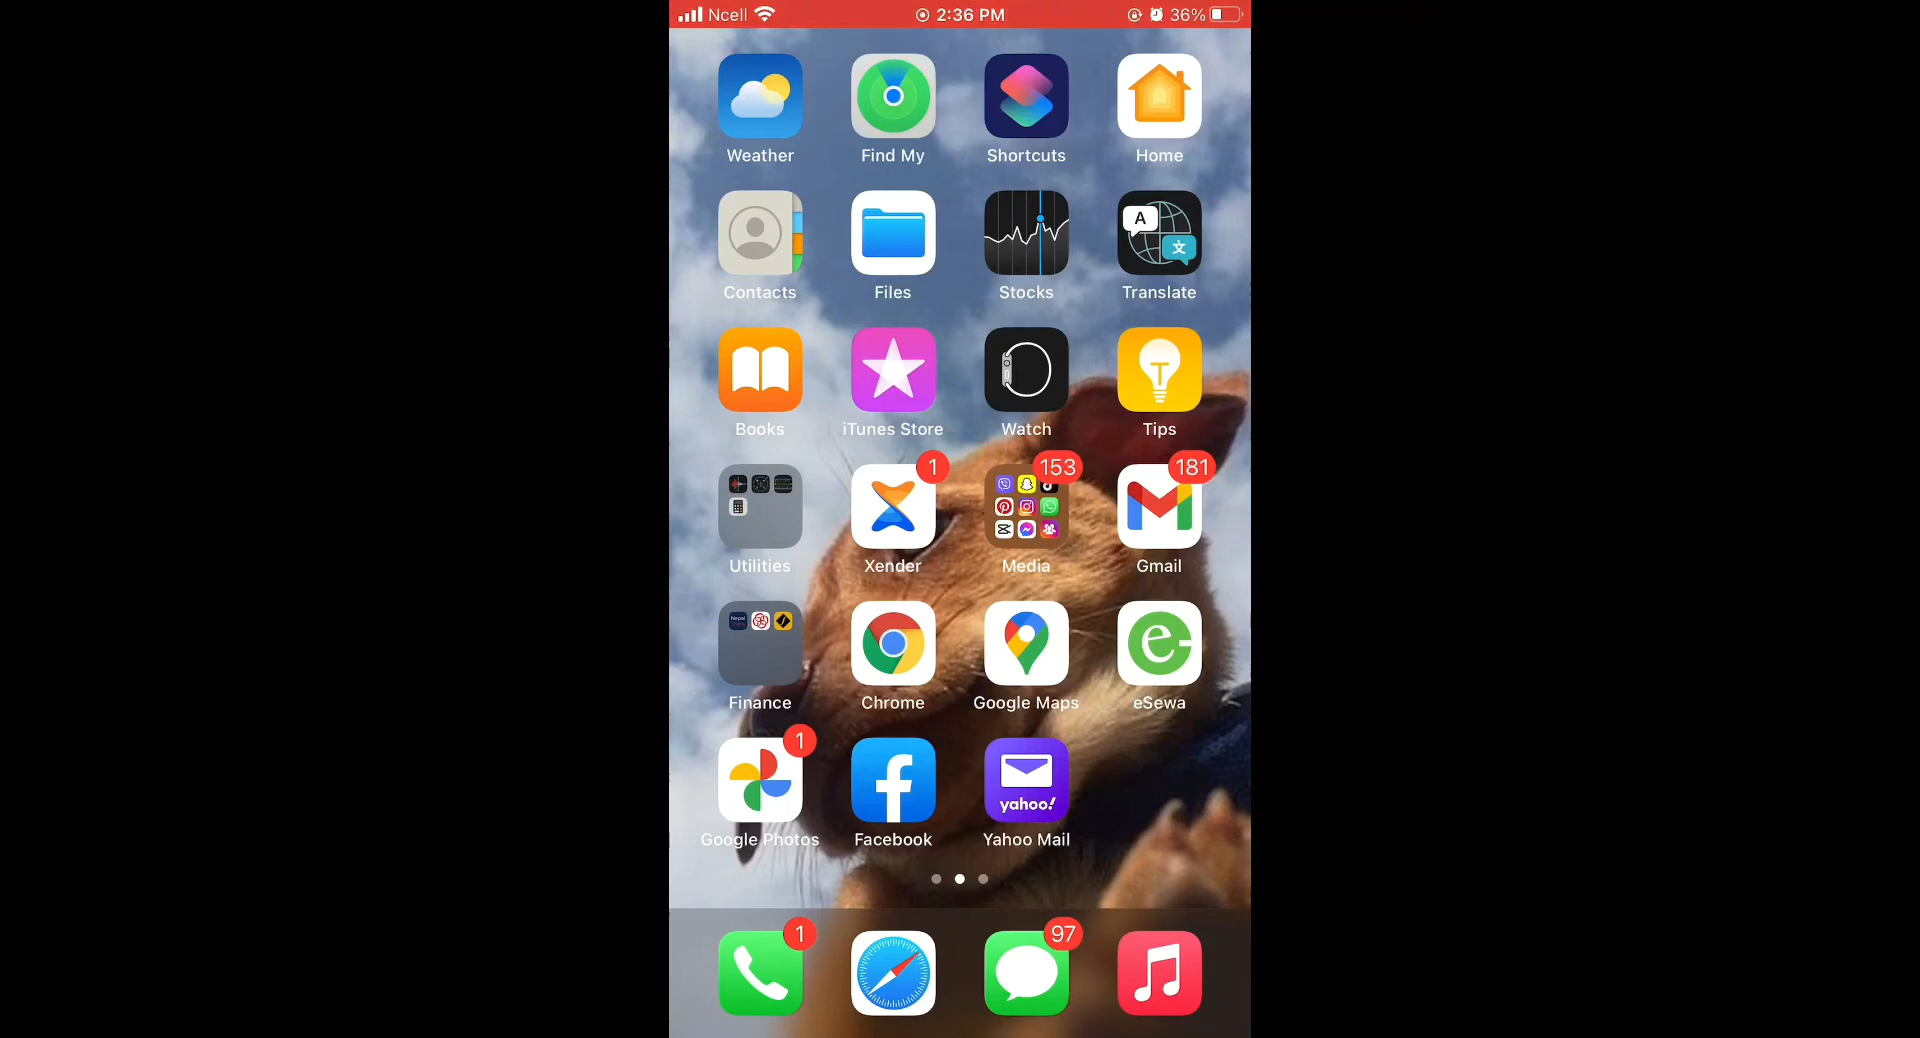 Ncell 2:36 PM 36%
Weather Find My Shortcuts Home
A 文
Contacts Files Stocks Translate
Books iTunes Store Watch Tips
1 153 181
Utilities Xender Media Gmail
Nepal
e
Finance Chrome Google Maps eSewa
1
yahoo!
Google Photos Facebook Yahoo Mail
1 97